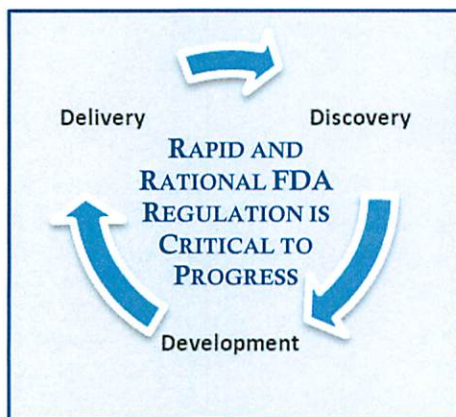 Delivery
Discovery
RAPID AND
RATIONAL FDA
REGULATION IS
CRITICAL TO
PROGRESS
Development